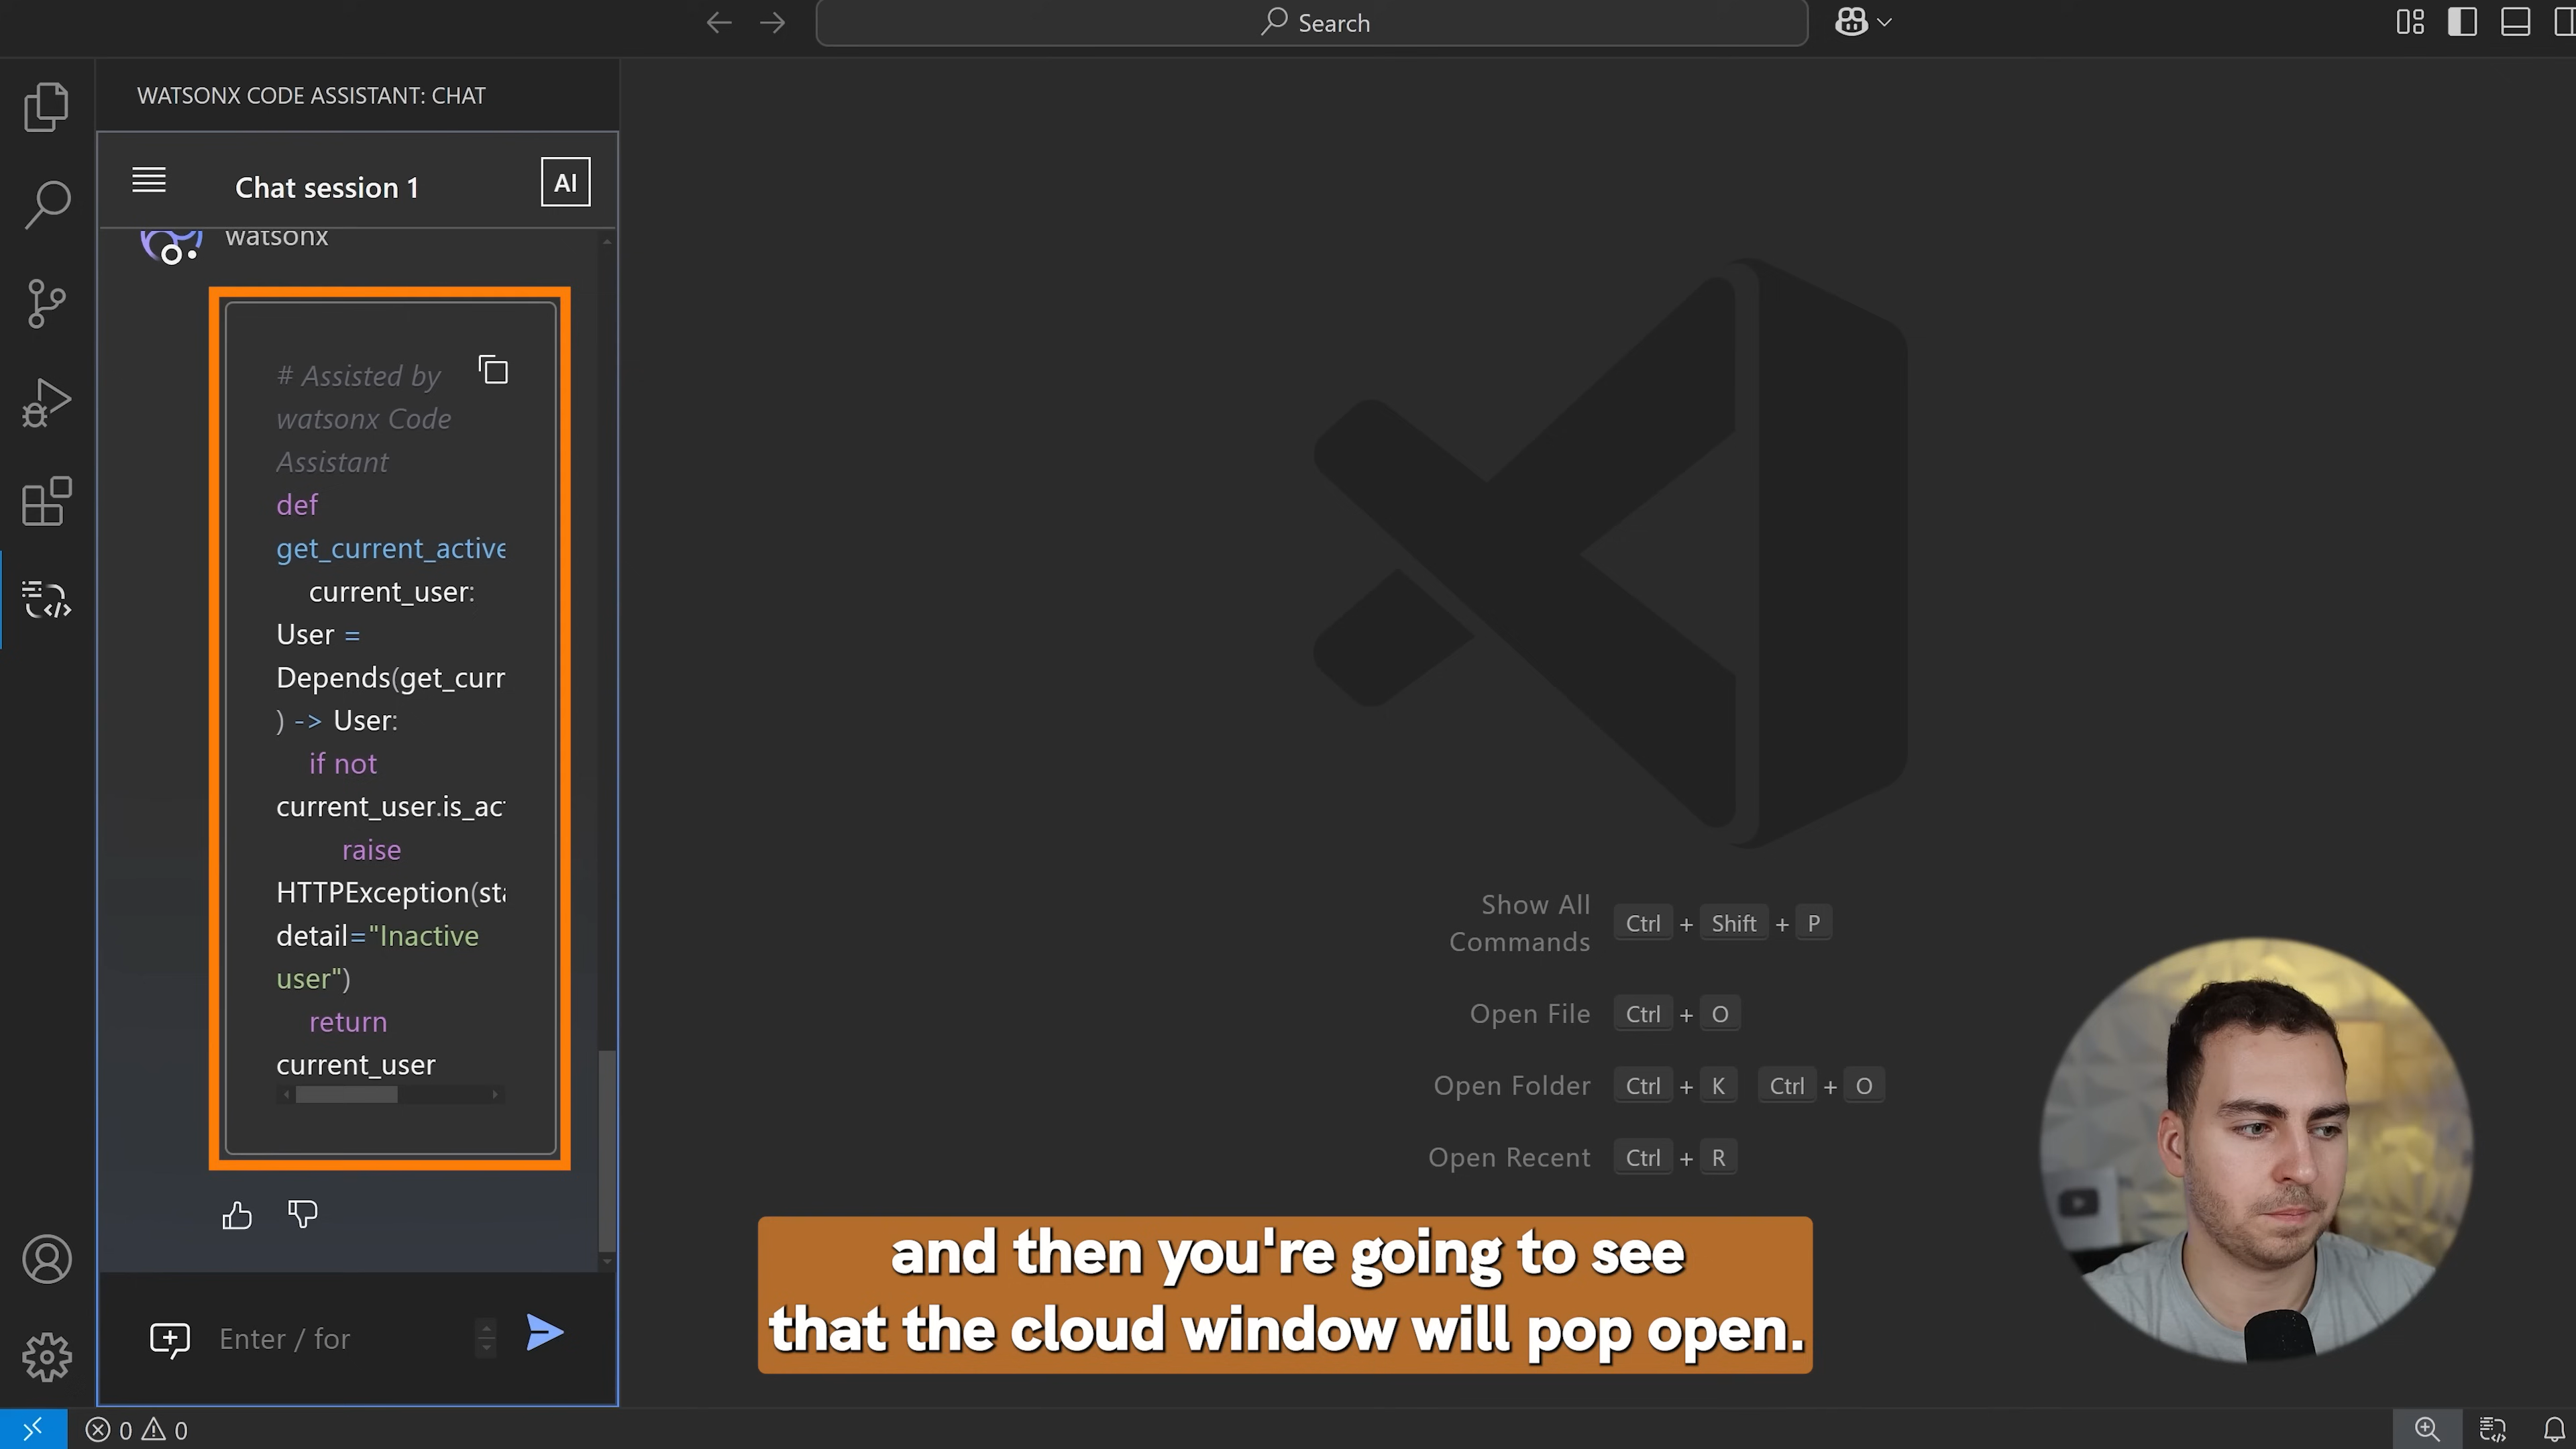 Search
WATSONX CODE ASSISTANT: CHAT
Chat session 1
AI
watsonx
# Assisted by
watsonx Code
Assistant
def
get_current_active
current_user:
User =
Depends(get_curr
) -> User:
if not
current_user.is_ac
raise
HTTPException(sta
detail="Inactive
user")
return
current_user
Enter / for
Show All
Commands
Ctrl + Shift + P
Open File
Ctrl + O
Open Folder
Ctrl + K Ctrl + O
Open Recent
Ctrl + R
and then you're going to see
that the cloud window will pop open.
0 0